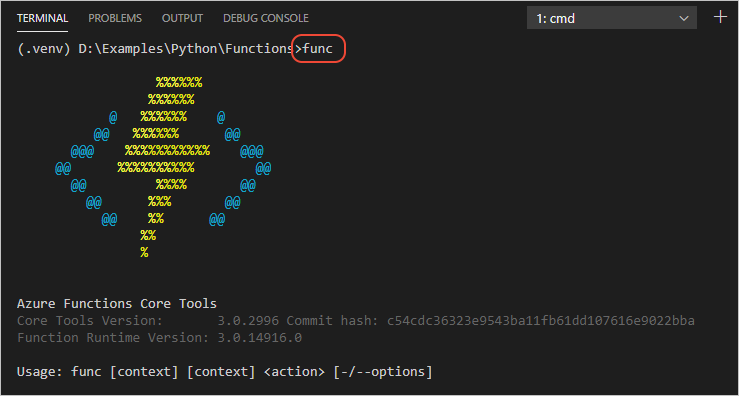 TERMINAL PROBLEMS OUTPUT DEBUG CONSOLE 1: cmd
(.venv) D:\Examples\Python\Functions>func
                  %%%%%%
                 %%%%%%
            @   %%%%%%    @
          @@   %%%%%%      @@
       @@@    %%%%%%%%%%%    @@@
     @@      %%%%%%%%%%        @@
       @@         %%%%       @@
         @@      %%%       @@
           @@    %%      @@
                %%
                %
Azure Functions Core Tools
Core Tools Version:       3.0.2996 Commit hash: c54cdc36323e9543ba11fb61dd107616e9022bba
Function Runtime Version: 3.0.14916.0
Usage: func [context] [context] <action> [-/--options]